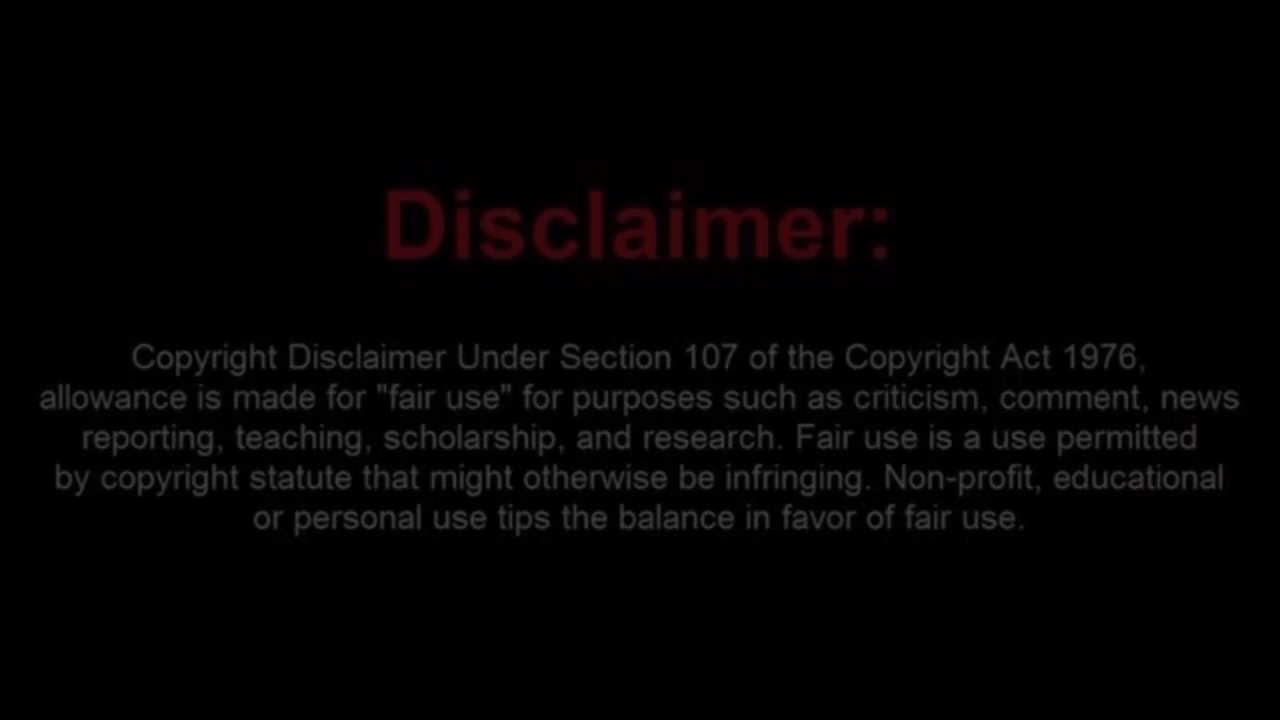 Disclaimer:
Copyright Disclaimer Under Section 107 of the Copyright Act 1976,
allowance is made for "fair use" for purposes such as criticism, comment, news
reporting, teaching, scholarship, and research. Fair use is a use permitted
by copyright statute that might otherwise be infringing. Non-profit, educational
or personal use tips the balance in favor of fair use.